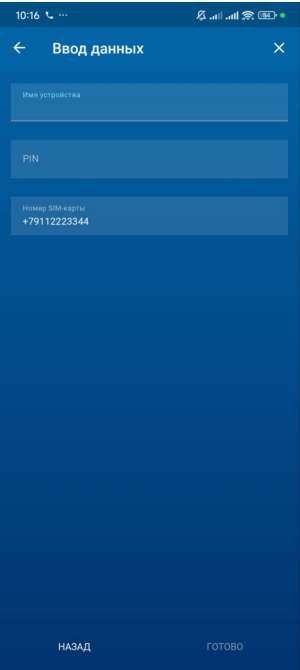 10:16
Ввод данных
Имя устройства
PIN
Номер SIM-карты
+79112223344
НАЗАД
ГОТОВО